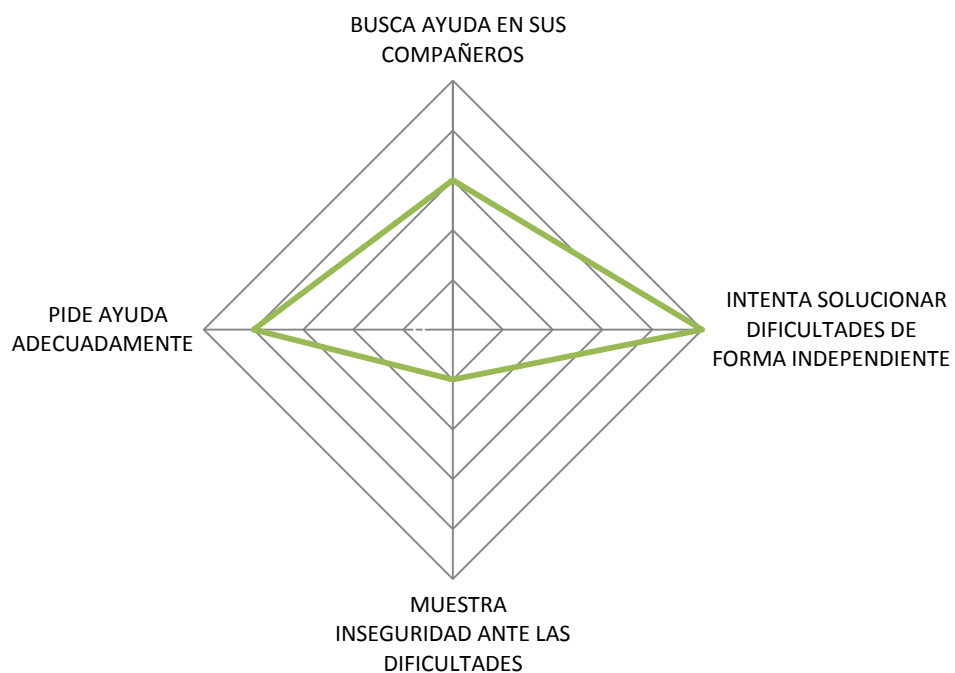 BUSCA AYUDA EN SUS
COMPAÑEROS
INTENTA SOLUCIONAR
DIFICULTADES DE
FORMA INDEPENDIENTE
MUESTRA
INSEGURIDAD ANTE LAS
DIFICULTADES
PIDE AYUDA
ADECUADAMENTE